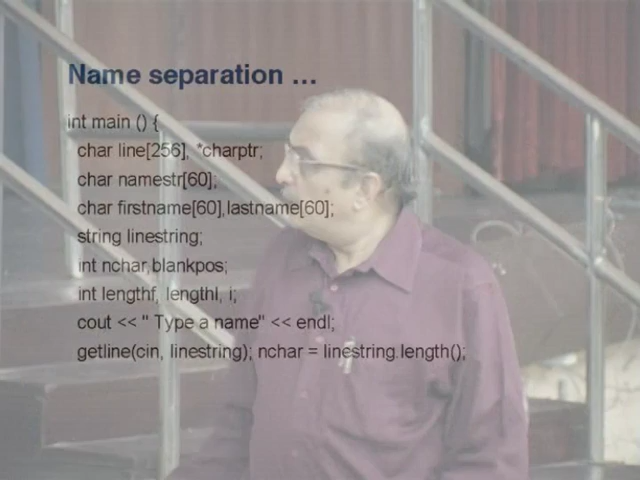 Name separation ...
int main () {
char line[256], *charptr;
char namestr[60];
char firstname[60],lastname[60];
string linestring;
int nchar,blankpos;
int lengthf, lengthl, i;
cout << " Type a name" << endl;
getline(cin, linestring); nchar = linestring.length();